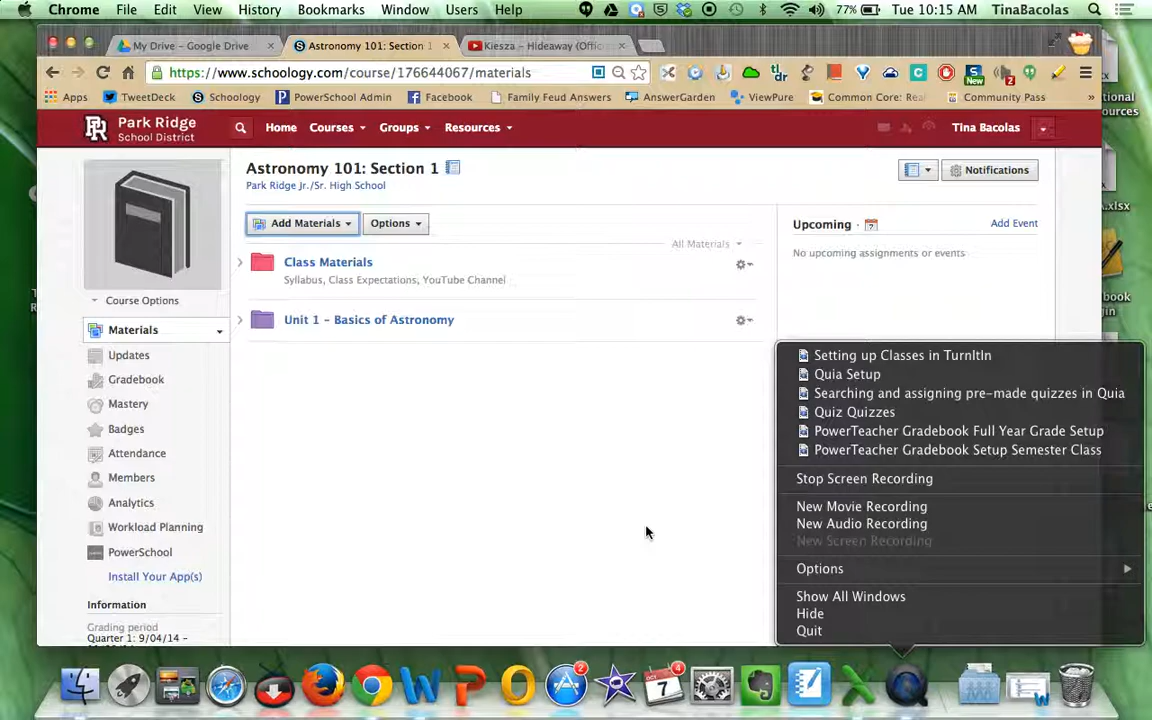 Chrome File Edit View History Bookmarks Window Users Help 77% Tue 10:15 AM TinaBacolas
My Drive - Google Drive Astronomy 101: Section 1 Kiesza - Hideaway (Offic
https://www.schoology.com/course/176644067/materials
Apps TweetDeck Schoology PowerSchool Admin Facebook Family Feud Answers AnswerGarden ViewPure Common Core: Rea Community Pass »
Park Ridge
School District
Home Courses Groups Resources Tina Bacolas
Astronomy 101: Section 1
Park Ridge Jr./Sr. High School
Notifications
Add Materials Options
All Materials
Upcoming · Add Event
No upcoming assignments or events
Class Materials
Syllabus, Class Expectations, YouTube Channel
Unit 1 - Basics of Astronomy
Course Options
Materials
Updates
Gradebook
Mastery
Badges
Attendance
Members
Analytics
Workload Planning
PowerSchool
Install Your App(s)
Information
Grading period
Quarter 1: 9/04/14 -
Setting up Classes in TurnItIn
Quia Setup
Searching and assigning pre-made quizzes in Quia
Quiz Quizzes
PowerTeacher Gradebook Full Year Grade Setup
PowerTeacher Gradebook Setup Semester Class
Stop Screen Recording
New Movie Recording
New Audio Recording
New Screen Recording
Options
Show All Windows
Hide
Quit
.xlsx